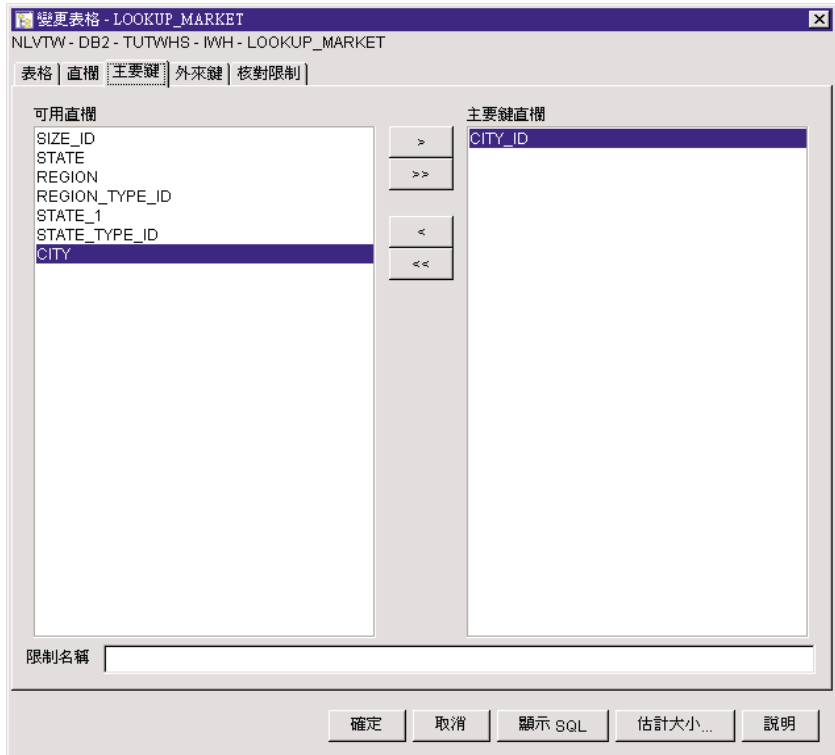 變更表格 - LOOKUP_MARKET
NLVTW - DB2 - TUTWHS - IWH - LOOKUP_MARKET
表格 直欄 主要鍵 外來鍵 核對限制
可用直欄 主要鍵直欄
SIZE_ID > CITY_ID
STATE
REGION >>
REGION_TYPE_ID
STATE_1
STATE_TYPE_ID <
CITY
<<
限制名稱
確定 取消 顯示 SQL 估計大小... 說明